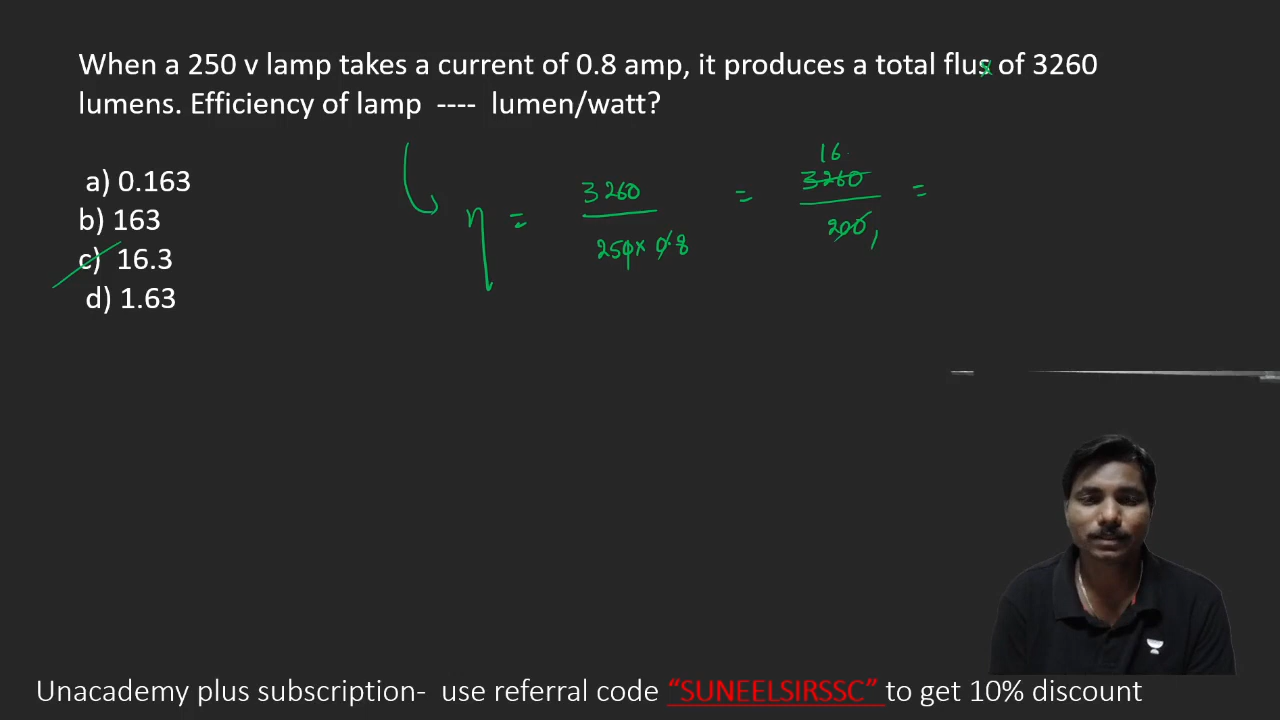 When a 250 v lamp takes a current of 0.8 amp, it produces a total flux of 3260
lumens. Efficiency of lamp ---- lumen/watt?
a) 0.163
b) 163
c) 16.3
d) 1.63
η = 3260 / 250 × 0.8 = 3260 / 200 =
16
1
Unacademy plus subscription- use referral code “SUNEELSIRSSC” to get 10% discount